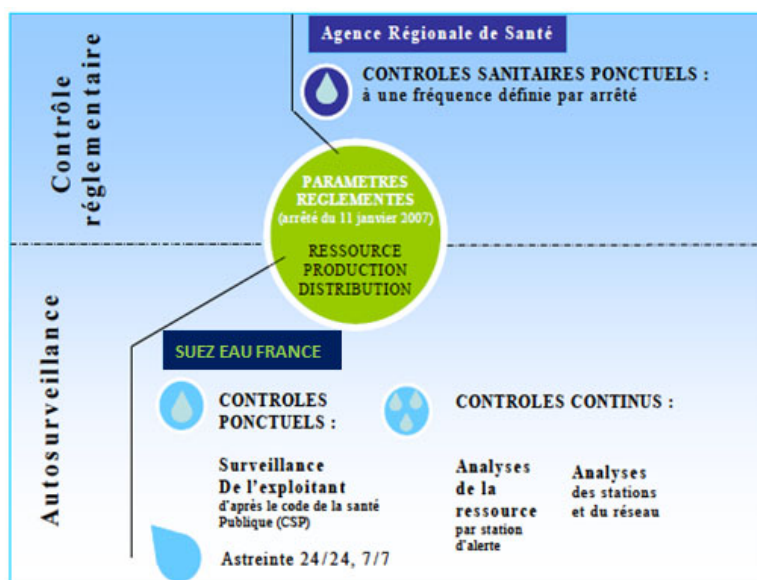 Contrôle
réglementaire
Agence Régionale de Santé
CONTROLES SANITAIRES PONCTUELS :
à une fréquence définie par arrêté
PARAMETRES
REGLEMENTES
(arrêté du 11 janvier 2007)
RESSOURCE
PRODUCTION
DISTRIBUTION
Autosurveillance
SUEZ EAU FRANCE
CONTROLES
PONCTUELS :
Surveillance
De l'exploitant
d'après le code de la santé
Publique (CSP)
Astreinte 24/24, 7/7
CONTROLES CONTINUS :
Analyses
de la
ressource
par station
d'alerte
Analyses
des stations
et du réseau